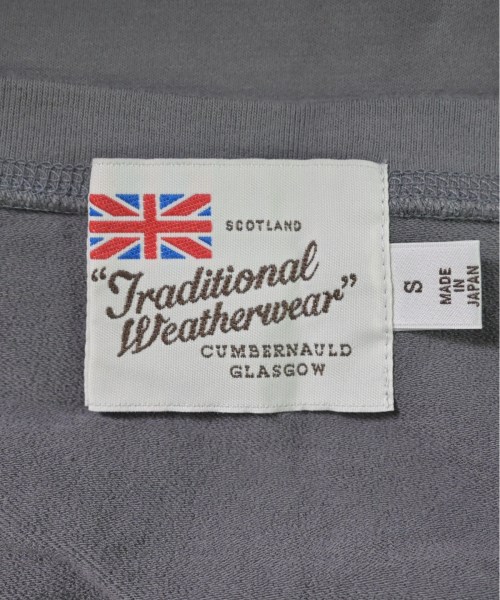 SCOTLAND
"Traditional
Weatherwear"
CUMBERNAULD
GLASGOW
S
MADE
IN
JAPAN